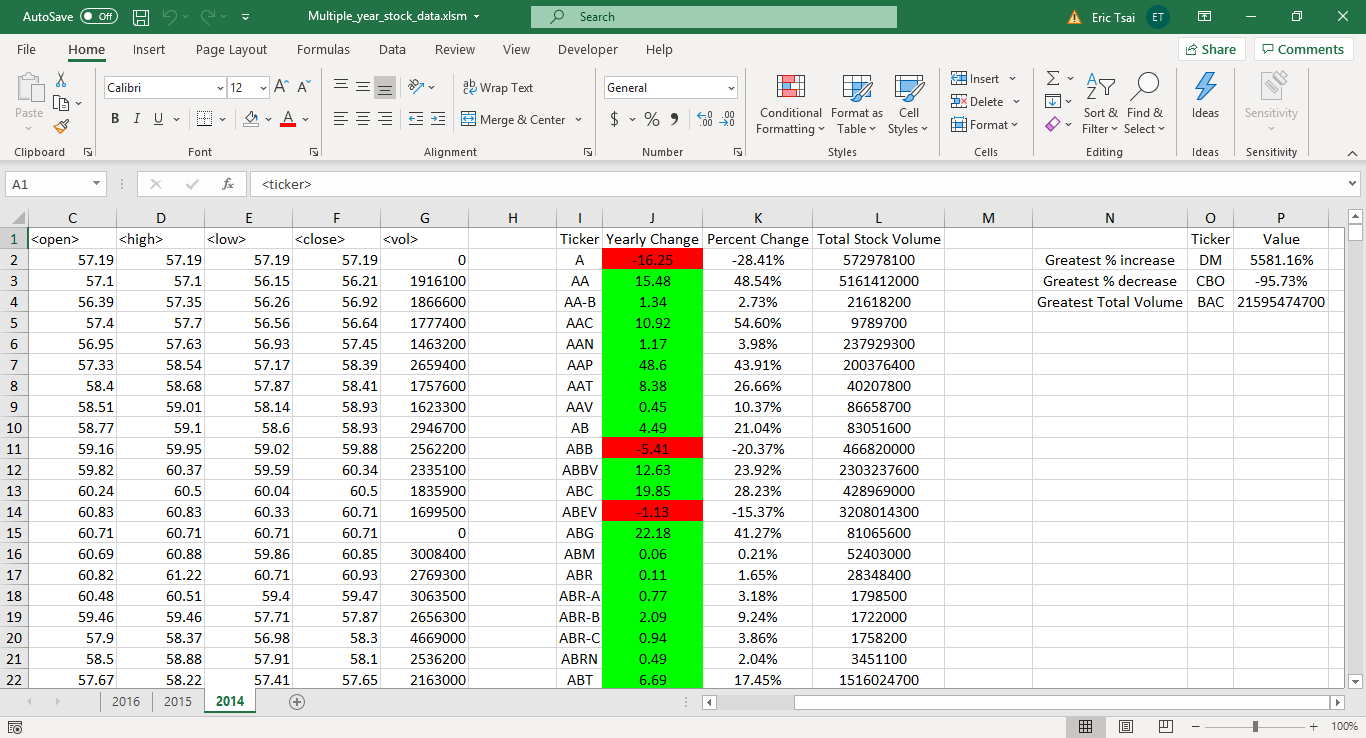 AutoSave Off Multiple_year_stock_data.xlsm Search Eric Tsai ET
File Home Insert Page Layout Formulas Data Review View Developer Help Share Comments
Calibri 12 A A ab Wrap Text General Insert Σ A Z
Paste B I U A Merge & Center $ % Conditional Formatting Format as Table Cell Styles Delete Format Sort & Filter Find & Select Ideas Sensitivity
Clipboard Font Alignment Number Styles Cells Editing Ideas Sensitivity
A1 fx <ticker>
C D E F G H I J K L M N O P
1 <open> <high> <low> <close> <vol> Ticker Yearly Change Percent Change Total Stock Volume Ticker Value
2 57.19 57.19 57.19 57.19 0 A -16.25 -28.41% 572978100 Greatest % increase DM 5581.16%
3 57.1 57.1 56.15 56.21 1916100 AA 15.48 48.54% 5161412000 Greatest % decrease CBO -95.73%
4 56.39 57.35 56.26 56.92 1866600 AA-B 1.34 2.73% 21618200 Greatest Total Volume BAC 21595474700
5 57.4 57.7 56.56 56.64 1777400 AAC 10.92 54.60% 9789700
6 56.95 57.63 56.93 57.45 1463200 AAN 1.17 3.98% 237929300
7 57.33 58.54 57.17 58.39 2659400 AAP 48.6 43.91% 200376400
8 58.4 58.68 57.87 58.41 1757600 AAT 8.38 26.66% 40207800
9 58.51 59.01 58.14 58.93 1623300 AAV 0.45 10.37% 86658700
10 58.77 59.1 58.6 58.93 2946700 AB 4.49 21.04% 83051600
11 59.16 59.95 59.02 59.88 2562200 ABB -5.41 -20.37% 466820000
12 59.82 60.37 59.59 60.34 2335100 ABBV 12.63 23.92% 2303237600
13 60.24 60.5 60.04 60.5 1835900 ABC 19.85 28.23% 428969000
14 60.83 60.83 60.33 60.71 1699500 ABEV -1.13 -15.37% 3208014300
15 60.71 60.71 60.71 60.71 0 ABG 22.18 41.27% 81065600
16 60.69 60.88 59.86 60.85 3008400 ABM 0.06 0.21% 52403000
17 60.82 61.22 60.71 60.93 2769300 ABR 0.11 1.65% 28348400
18 60.48 60.51 59.4 59.47 3063500 ABR-A 0.77 3.18% 1798500
19 59.46 59.46 57.71 57.87 2656300 ABR-B 2.09 9.24% 1722000
20 57.9 58.37 56.98 58.3 4669000 ABR-C 0.94 3.86% 1758200
21 58.5 58.88 57.91 58.1 2536200 ABRN 0.49 2.04% 3451100
22 57.67 58.22 57.41 57.65 2163000 ABT 6.69 17.45% 1516024700
2016 2015 2014
100%